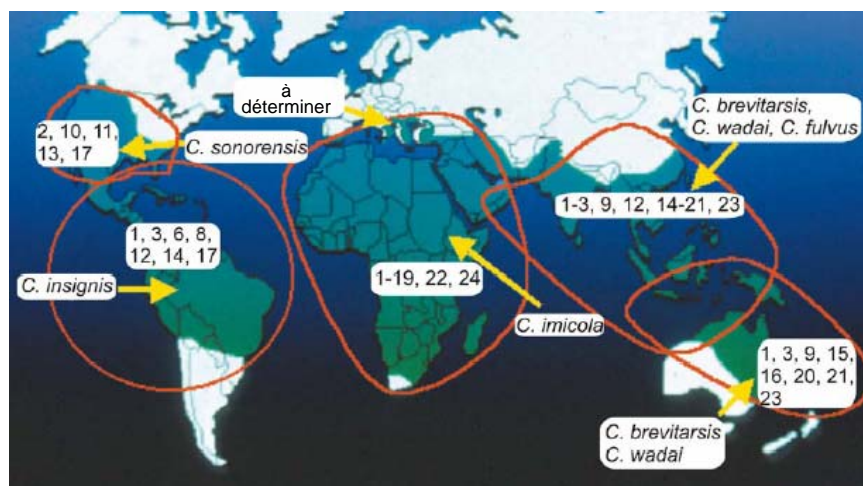 à
déterminer
C. brevitarsis,
C. wadai, C. fulvus
2, 10, 11,
13, 17
C. sonorensis
1-3, 9, 12, 14-21, 23
1, 3, 6, 8,
12, 14, 17
C. insignis
1-19, 22, 24
C. imicola
1, 3, 9, 15,
16, 20, 21,
23
C. brevitarsis
C. wadai